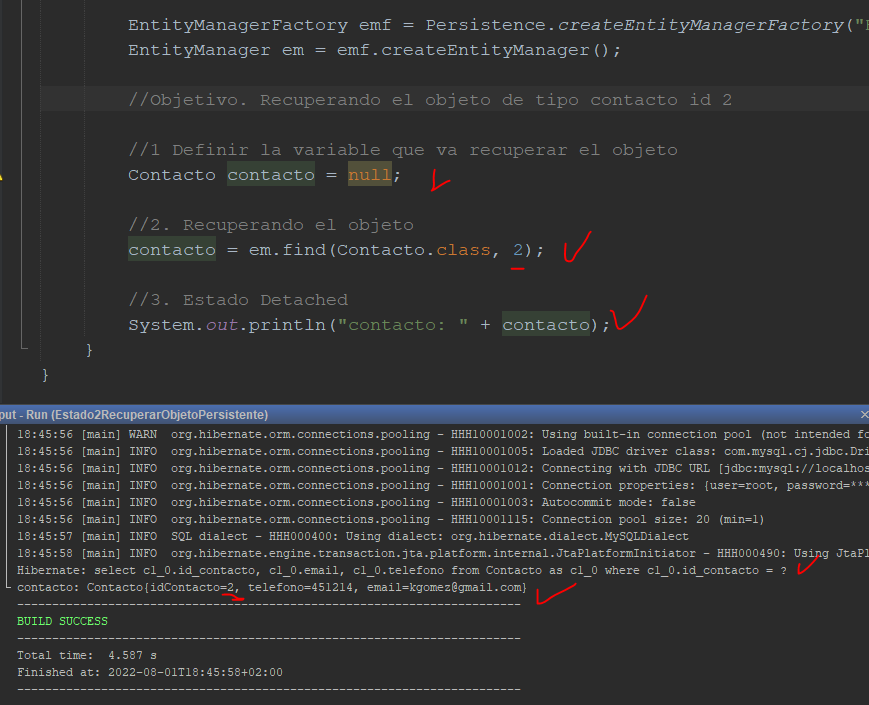 EntityManagerFactory emf = Persistence.createEntityManagerFactory("
EntityManager em = emf.createEntityManager();
//Objetivo. Recuperando el objeto de tipo contacto id 2
//1 Definir la variable que va recuperar el objeto
Contacto contacto = null;
//2. Recuperando el objeto
contacto = em.find(Contacto.class, 2);
//3. Estado Detached
System.out.println("contacto: " + contacto);
}
}
put - Run (Estado2RecuperarObjetoPersistente)
18:45:56 [main] WARN  org.hibernate.orm.connections.pooling - HHH10001002: Using built-in connection pool (not intended fo
18:45:56 [main] INFO  org.hibernate.orm.connections.pooling - HHH10001005: Loaded JDBC driver class: com.mysql.cj.jdbc.Dri
18:45:56 [main] INFO  org.hibernate.orm.connections.pooling - HHH10001012: Connecting with JDBC URL [jdbc:mysql://localhos
18:45:56 [main] INFO  org.hibernate.orm.connections.pooling - HHH10001001: Connection properties: {user=root, password=***
18:45:56 [main] INFO  org.hibernate.orm.connections.pooling - HHH10001003: Autocommit mode: false
18:45:56 [main] INFO  org.hibernate.orm.connections.pooling - HHH10001115: Connection pool size: 20 (min=1)
18:45:57 [main] INFO  SQL dialect - HHH000400: Using dialect: org.hibernate.dialect.MySQLDialect
18:45:58 [main] INFO  org.hibernate.engine.transaction.jta.platform.internal.JtaPlatformInitiator - HHH000490: Using JtaPl
Hibernate: select c1_0.id_contacto, c1_0.email, c1_0.telefono from Contacto as c1_0 where c1_0.id_contacto = ?
contacto: Contacto{idContacto=2, telefono=451214, email=kgomez@gmail.com}
------------------------------------------------------------------------
BUILD SUCCESS
------------------------------------------------------------------------
Total time:  4.587 s
Finished at: 2022-08-01T18:45:58+02:00
------------------------------------------------------------------------